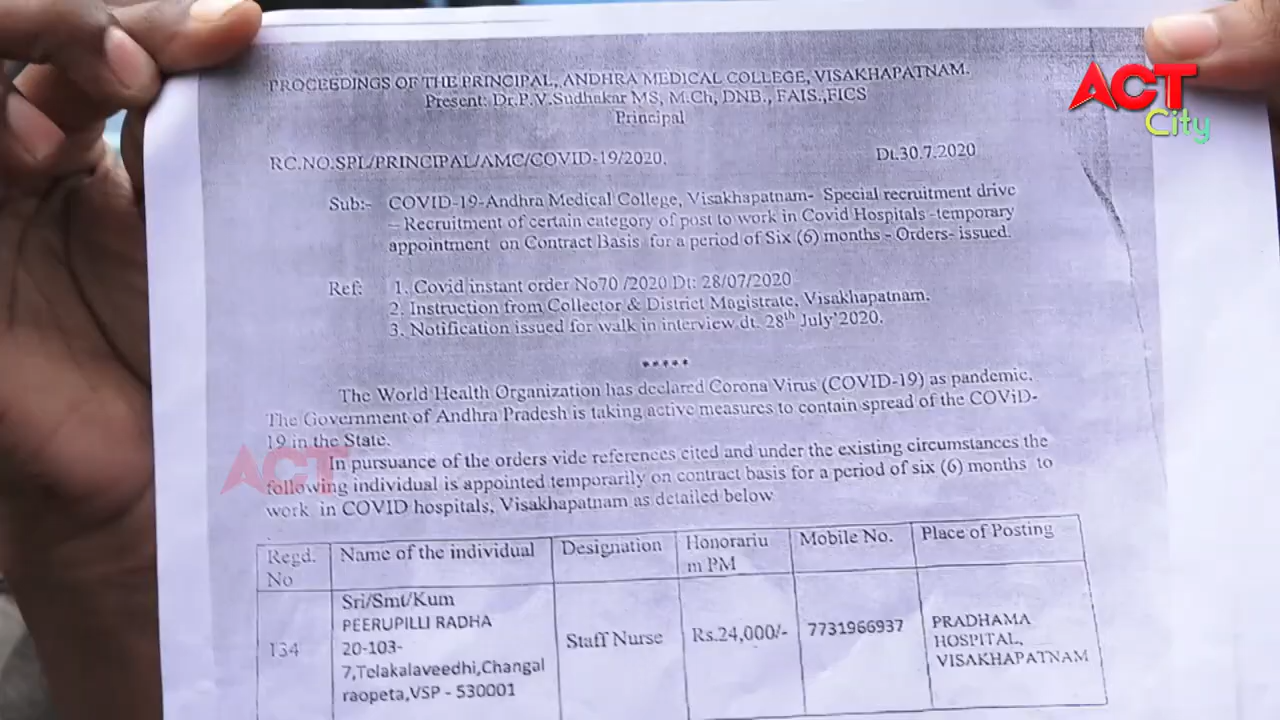 PROCEEDINGS OF THE PRINCIPAL, ANDHRA MEDICAL COLLEGE, VISAKHAPATNAM.
Present: Dr.P.V.Sudhakar MS, M.Ch, DNB., FAIS.,FICS
Principal
ACT
City
RC.NO.SPL/PRINCIPAL/AMC/COVID-19/2020. Dt.30.7.2020
Sub:- COVID-19-Andhra Medical College, Visakhapatnam- Special recruitment drive
– Recruitment of certain category of post to work in Covid Hospitals -temporary
appointment on Contract Basis for a period of Six (6) months – Orders- issued.
Ref: 1. Covid instant order No70 /2020 Dt: 28/07/2020
2. Instruction from Collector & District Magistrate, Visakhapatnam.
3. Notification issued for walk in interview dt. 28th July'2020.
*****
The World Health Organization has declared Corona Virus (COVID-19) as pandemic.
The Government of Andhra Pradesh is taking active measures to contain spread of the COViD-
19 in the State.
ACT
In pursuance of the orders vide references cited and under the existing circumstances the
following individual is appointed temporarily on contract basis for a period of six (6) months to
work in COVID hospitals, Visakhapatnam as detailed below
Regd. No Name of the individual Designation Honorariu m PM Mobile No. Place of Posting
134
Sri/Smt/Kum
PEERUPILLI RADHA
20-103-
7,Telakalaveedhi,Changal
raopeta,VSP - 530001
Staff Nurse
Rs.24,000/-
7731966937
PRADHAMA
HOSPITAL,
VISAKHAPATNAM